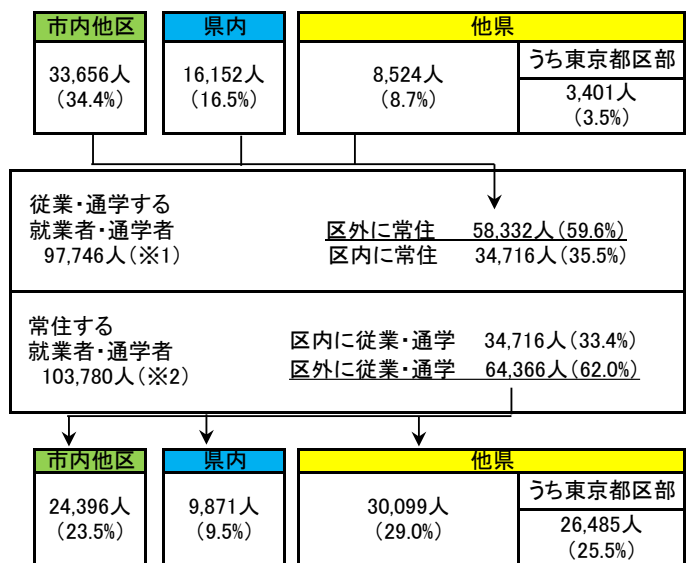 市内他区
県内
他県
33,656人
（34.4%）
16,152人
（16.5%）
8,524人
（8.7%）
うち東京都区部
3,401人
（3.5%）
従業・通学する
就業者・通学者
97,746人（※1）
区外に常住 58,332人（59.6%）
区内に常住 34,716人（35.5%）
常住する
就業者・通学者
103,780人（※2）
区内に従業・通学 34,716人（33.4%）
区外に従業・通学 64,366人（62.0%）
市内他区
県内
他県
24,396人
（23.5%）
9,871人
（9.5%）
30,099人
（29.0%）
うち東京都区部
26,485人
（25.5%）